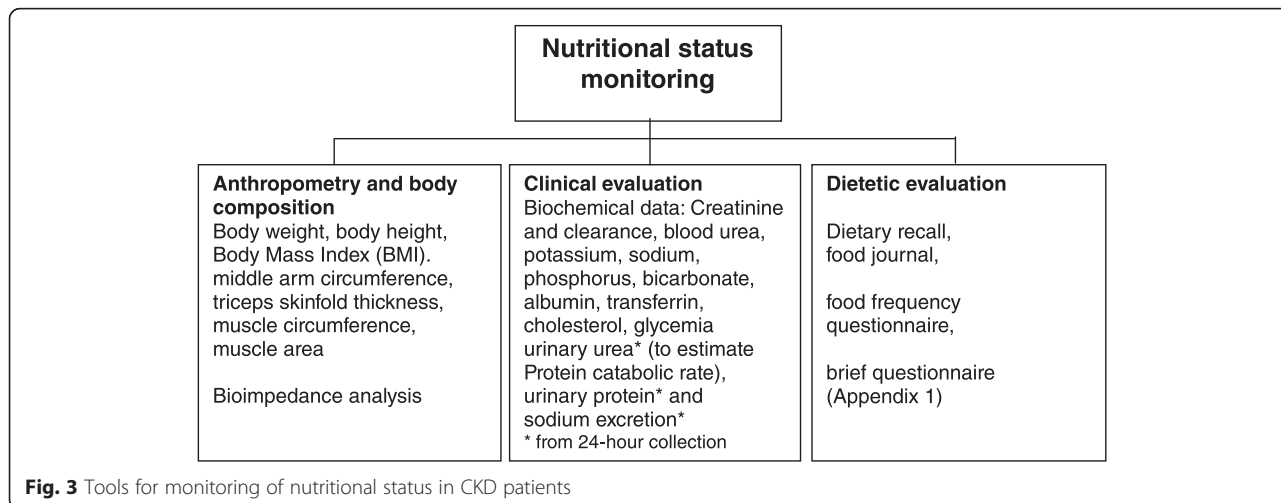 Nutritional status
monitoring
Anthropometry and body
composition
Body weight, body height,
Body Mass Index (BMI).
middle arm circumference,
triceps skinfold thickness,
muscle circumference,
muscle area
Bioimpedance analysis
Clinical evaluation
Biochemical data: Creatinine
and clearance, blood urea,
potassium, sodium,
phosphorus, bicarbonate,
albumin, transferrin,
cholesterol, glycemia
urinary urea* (to estimate
Protein catabolic rate),
urinary protein* and
sodium excretion*
* from 24-hour collection
Dietetic evaluation
Dietary recall,
food journal,
food frequency
questionnaire,
brief questionnaire
(Appendix 1)
Fig. 3 Tools for monitoring of nutritional status in CKD patients